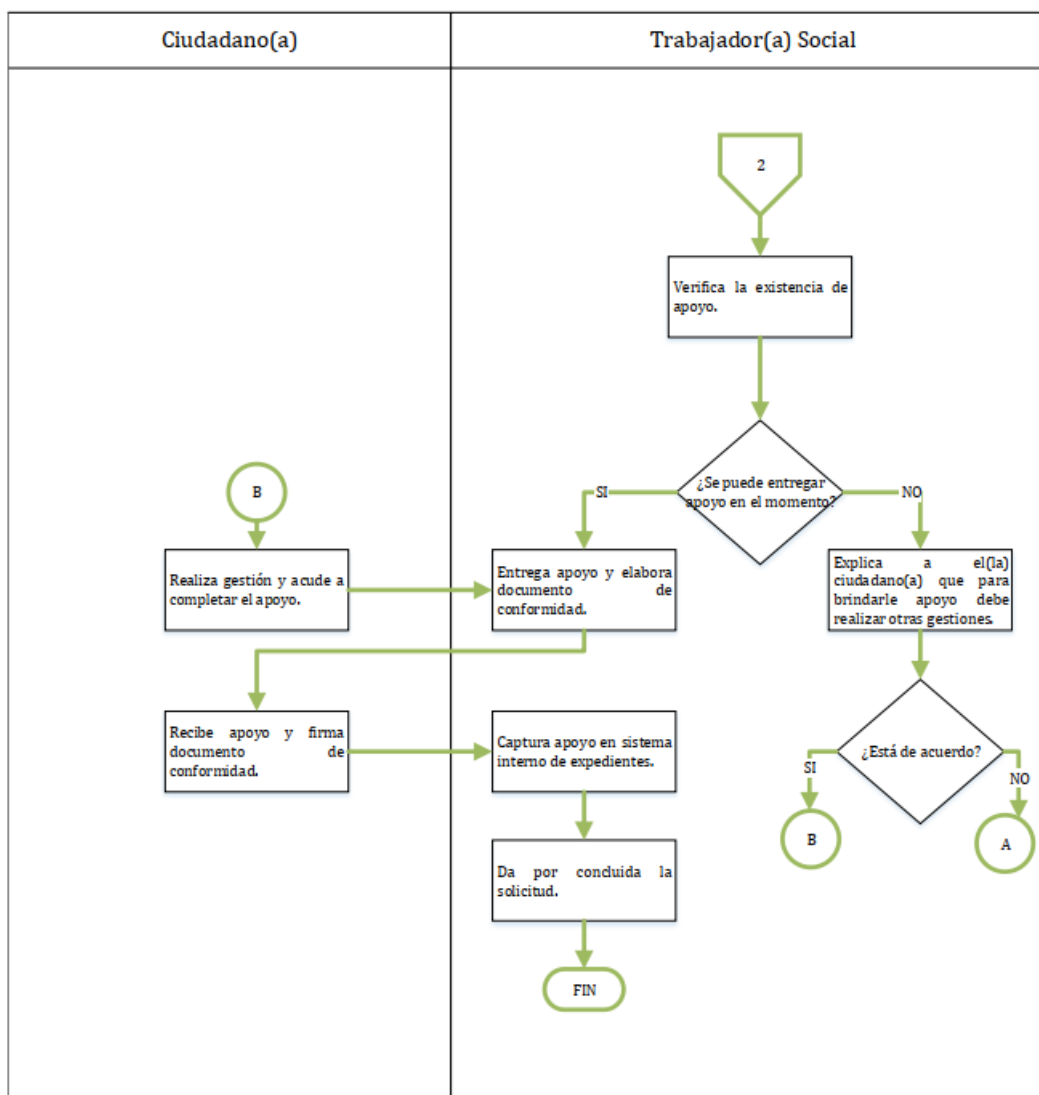 Ciudadano(a)
Trabajador(a) Social
2
Verifica la existencia de
apoyo.
¿Se puede entregar
apoyo en el momento?
SI
NO
B
Realiza gestión y acude a
completar el apoyo.
Entrega apoyo y elabora
documento de
conformidad.
Explica a el(la)
ciudadano(a) que para
brindarle apoyo debe
realizar otras gestiones.
Recibe apoyo y firma
documento de
conformidad.
Captura apoyo en sistema
interno de expedientes.
¿Está de acuerdo?
SI
NO
B
A
Da por concluida la
solicitud.
FIN